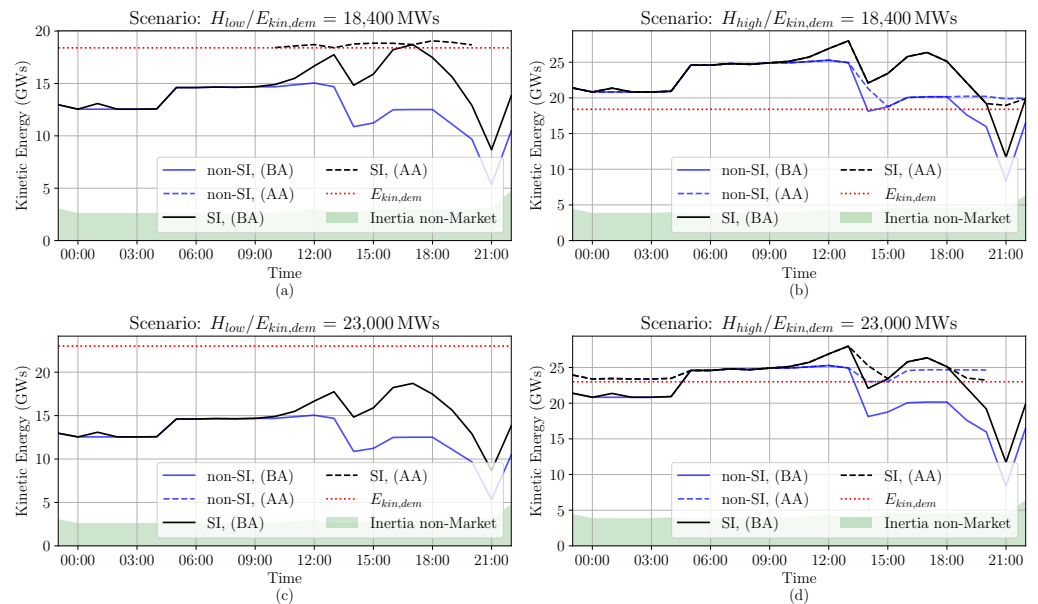 (a)
Scenario: H_low/E_kin,dem = 18,400 MWs
Kinetic Energy (GWs)
20
15
10
5
0
non-SI, (BA)
non-SI, (AA)
SI, (BA)
SI, (AA)
E_kin,dem
Inertia non-Market
00:00 03:00 06:00 09:00 12:00 15:00 18:00 21:00
Time
(a)
Scenario: H_high/E_kin,dem = 18,400 MWs
Kinetic Energy (GWs)
25
20
15
10
5
0
non-SI, (BA)
non-SI, (AA)
SI, (BA)
SI, (AA)
E_kin,dem
Inertia non-Market
00:00 03:00 06:00 09:00 12:00 15:00 18:00 21:00
Time
(b)
Scenario: H_low/E_kin,dem = 23,000 MWs
Kinetic Energy (GWs)
20
15
10
5
0
non-SI, (BA)
non-SI, (AA)
SI, (BA)
SI, (AA)
E_kin,dem
Inertia non-Market
00:00 03:00 06:00 09:00 12:00 15:00 18:00 21:00
Time
(c)
Scenario: H_high/E_kin,dem = 23,000 MWs
Kinetic Energy (GWs)
25
20
15
10
5
0
non-SI, (BA)
non-SI, (AA)
SI, (BA)
SI, (AA)
E_kin,dem
Inertia non-Market
00:00 03:00 06:00 09:00 12:00 15:00 18:00 21:00
Time
(d)